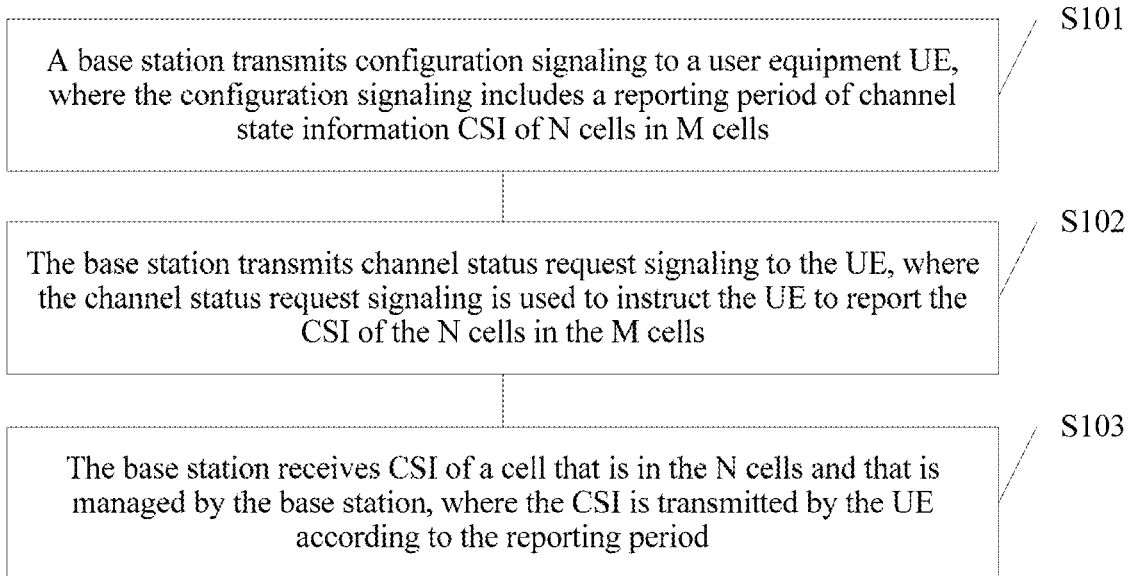 S101
A base station transmits configuration signaling to a user equipment UE,
where the configuration signaling includes a reporting period of channel
state information CSI of N cells in M cells
S102
The base station transmits channel status request signaling to the UE, where
the channel status request signaling is used to instruct the UE to report the
CSI of the N cells in the M cells
S103
The base station receives CSI of a cell that is in the N cells and that is
managed by the base station, where the CSI is transmitted by the UE
according to the reporting period